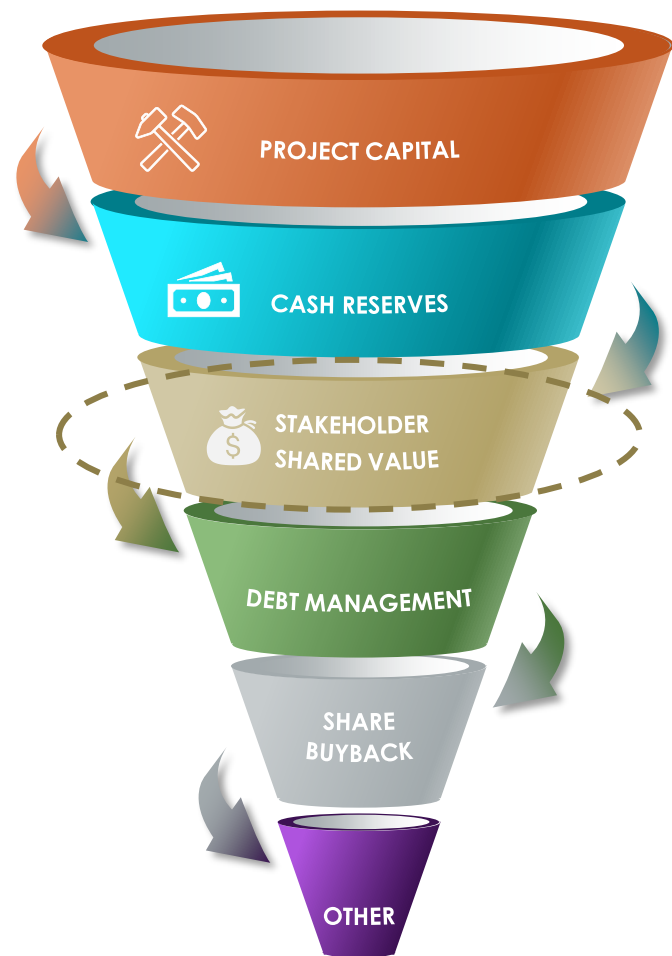 PROJECT CAPITAL
CASH RESERVES
STAKEHOLDER
SHARED VALUE
DEBT MANAGEMENT
SHARE
BUYBACK
OTHER